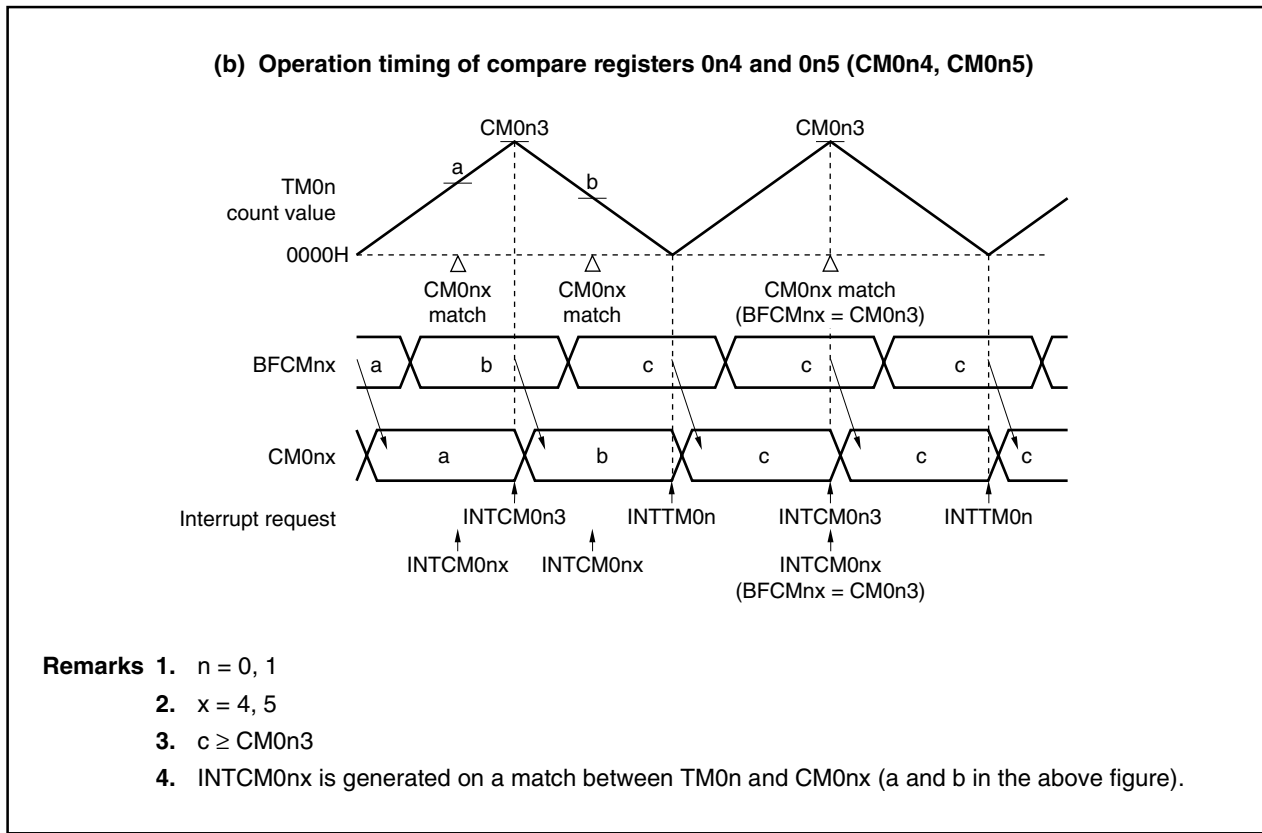 (b) Operation timing of compare registers 0n4 and 0n5 (CM0n4, CM0n5)
CM0n3 CM0n3
a
b
TM0n
count value
0000H
CM0nx
match
CM0nx
match
CM0nx match
(BFCMnx = CM0n3)
BFCMnx a b c c c
CM0nx a b c c c
Interrupt request INTCM0n3 INTTM0n INTCM0n3 INTTM0n
INTCM0nx INTCM0nx INTCM0nx
(BFCMnx = CM0n3)
Remarks 1. n = 0, 1
2. x = 4, 5
3. c ≥ CM0n3
4. INTCM0nx is generated on a match between TM0n and CM0nx (a and b in the above figure).